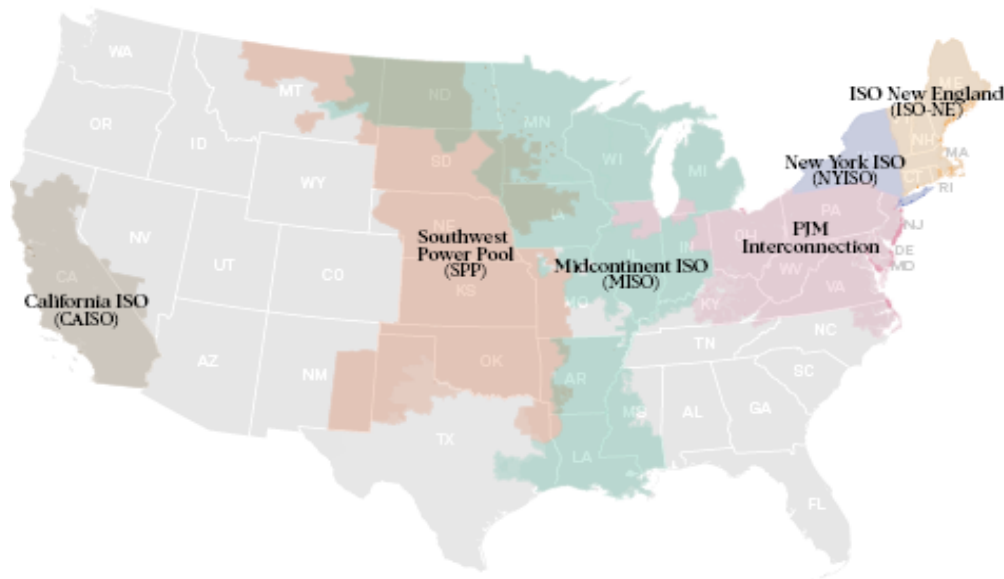 WA
MT
ND
OR
ID
MN
ME
ISO New England
(ISO-NE)
NH
MA
SD
WI
MI
New York ISO
(NYISO)
CT
RI
WY
IA
NE
NV
UT
CO
Southwest
Power Pool
(SPP)
KS
Midcontinent ISO
(MISO)
IL
IN
OH
PA
PJM
Interconnection
NJ
DE
MD
WV
VA
CA
California ISO
(CAISO)
MO
KY
AZ
NM
OK
AR
TN
NC
SC
MS
AL
GA
TX
LA
FL